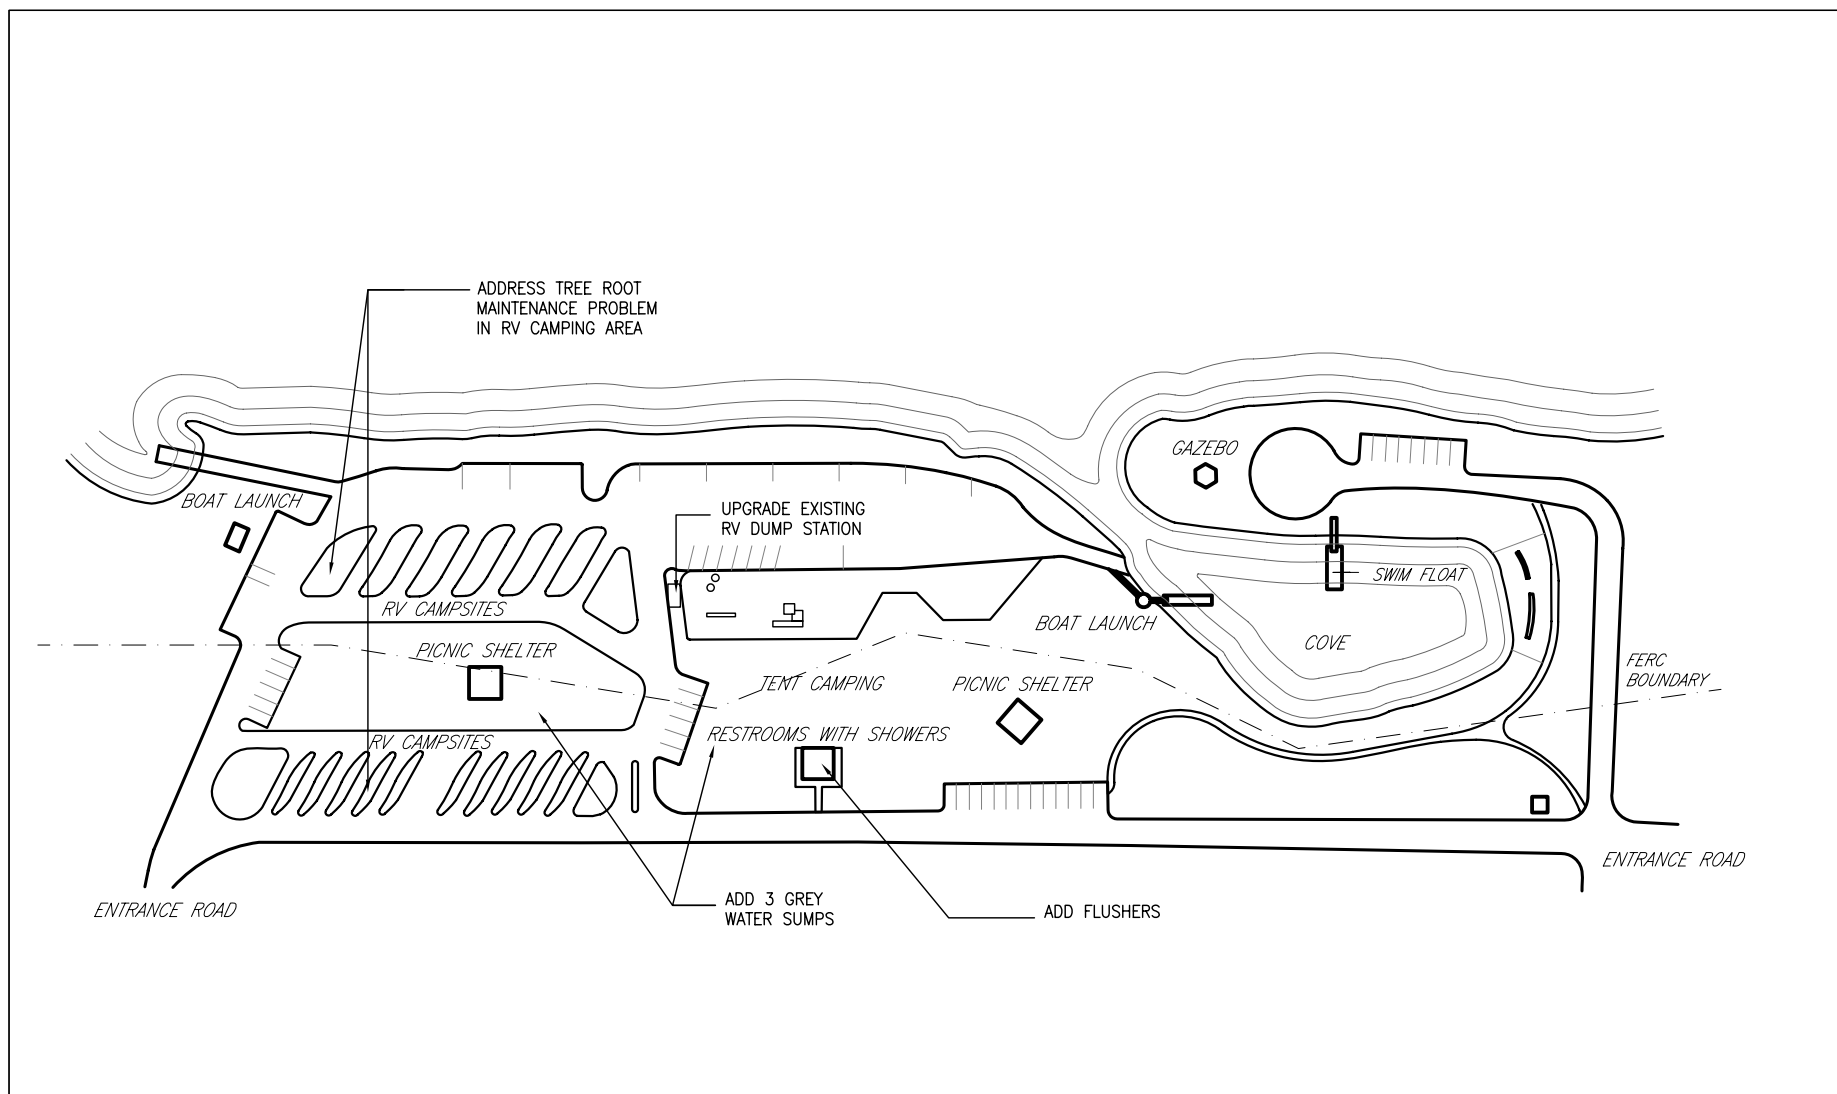 ADDRESS TREE ROOT
MAINTENANCE PROBLEM
IN RV CAMPING AREA
GAZEBO
BOAT LAUNCH
UPGRADE EXISTING
RV DUMP STATION
SWIM FLOAT
RV CAMPSITES
BOAT LAUNCH
COVE
PICNIC SHELTER
FERC
BOUNDARY
TENT CAMPING
PICNIC SHELTER
RV CAMPSITES
RESTROOMS WITH SHOWERS
ENTRANCE ROAD
ENTRANCE ROAD
ADD 3 GREY
WATER SUMPS
ADD FLUSHERS